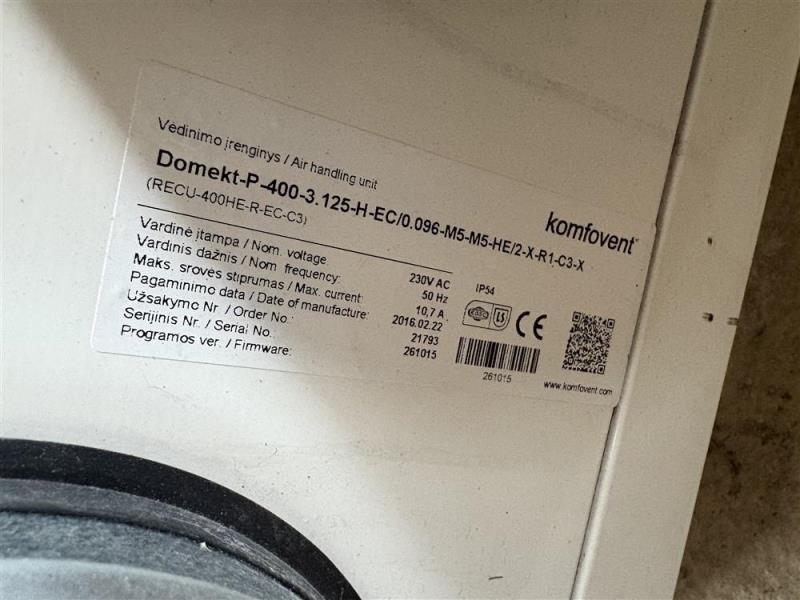 Vėdinimo įrenginys / Air handling unit
Domekt-P-400-3.125-H-EC/0.096-M5-M5-HE/2-X-R1-C3-X
(RECU-400HE-R-EC-C3)
komfovent
Vardinė įtampa / Nom. voltage 230V AC
Vardinis dažnis / Nom frequency: 50 Hz
Maks. srovės stiprumas / Max. current: 10,7 A
Pagaminimo data / Date of manufacture: 2016.02.22
Užsakymo Nr / Order No.: 21793
Serijinis Nr. / Serial No.: 261015
Programos ver. / Firmware:
IP54
CE
261015
www.komfovent.com